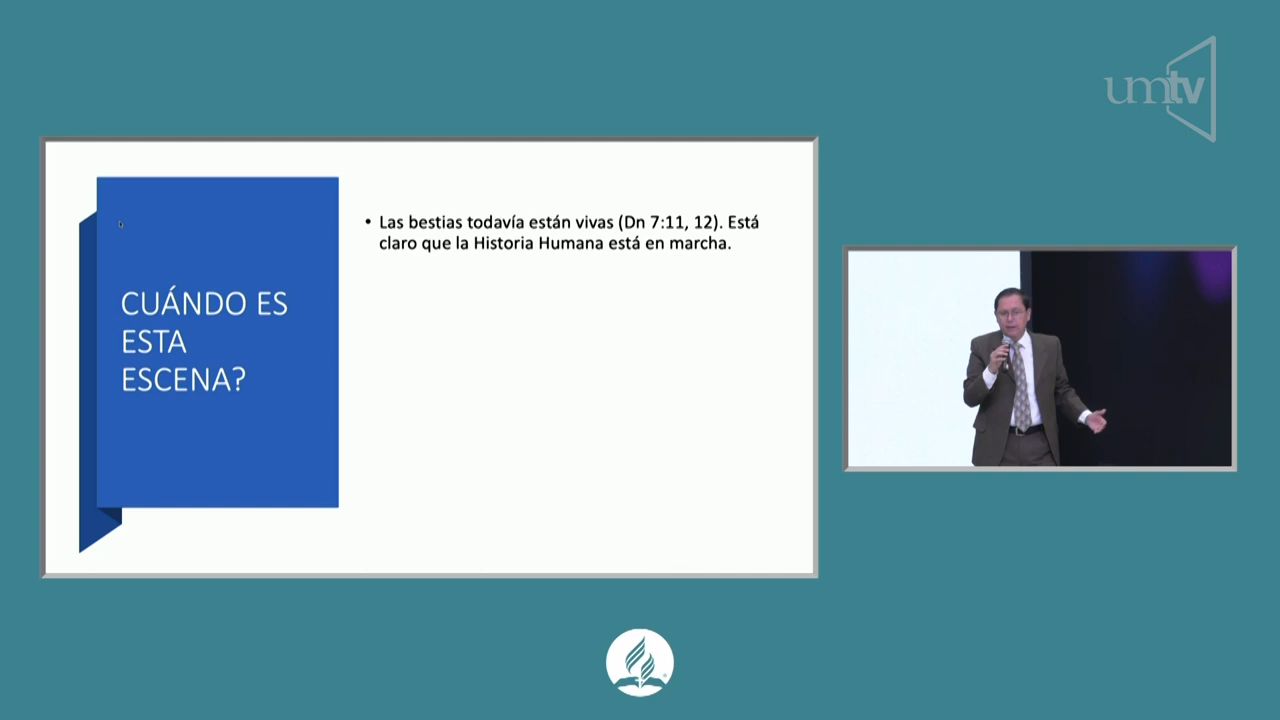 umtv
CUÁNDO ES
ESTA
ESCENA?
• Las bestias todavía están vivas (Dn 7:11, 12). Está
claro que la Historia Humana está en marcha.